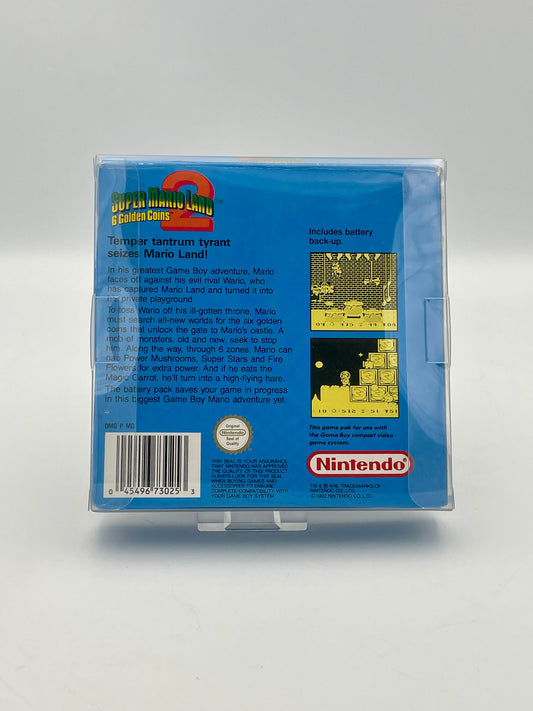 SUPER MARIO LAND 2™
6 Golden Coins
Temper tantrum tyrant
seizes Mario Land!
In his greatest Game Boy adventure, Mario
faces off against his evil rival Wario, who
has captured Mario Land and turned it into
his private playground.
To toss Wario off his ill-gotten throne, Mario
must search all-new worlds for the six golden
coins that unlock the gate to Mario's castle. A
mob of monsters, old and new, seek to stop
him. Along the way, through 6 zones, Mario can
nab Power Mushrooms, Super Stars and Fire
Flowers for extra power. And if he eats the
Magic Carrot, he'll turn into a high-flying hare.
The battery pack saves your game in progress
in this biggest Game Boy Mario adventure yet.
DMG P MQ
0 45496 73025 3
Original
Nintendo
Seal of
Quality
THIS SEAL IS YOUR ASSURANCE
THAT NINTENDO HAS APPROVED
THE QUALITY OF THIS PRODUCT.
ALWAYS LOOK FOR THIS SEAL
WHEN BUYING GAMES AND
ACCESSORIES TO ENSURE
COMPLETE COMPATIBILITY WITH
YOUR GAME BOY SYSTEM.
Includes battery
back-up.
This game pak for use with
the Game Boy compact video
game system.
Nintendo
TM & ® ARE TRADEMARKS OF
NINTENDO CO., LTD.
© 1992 NINTENDO CO., LTD.